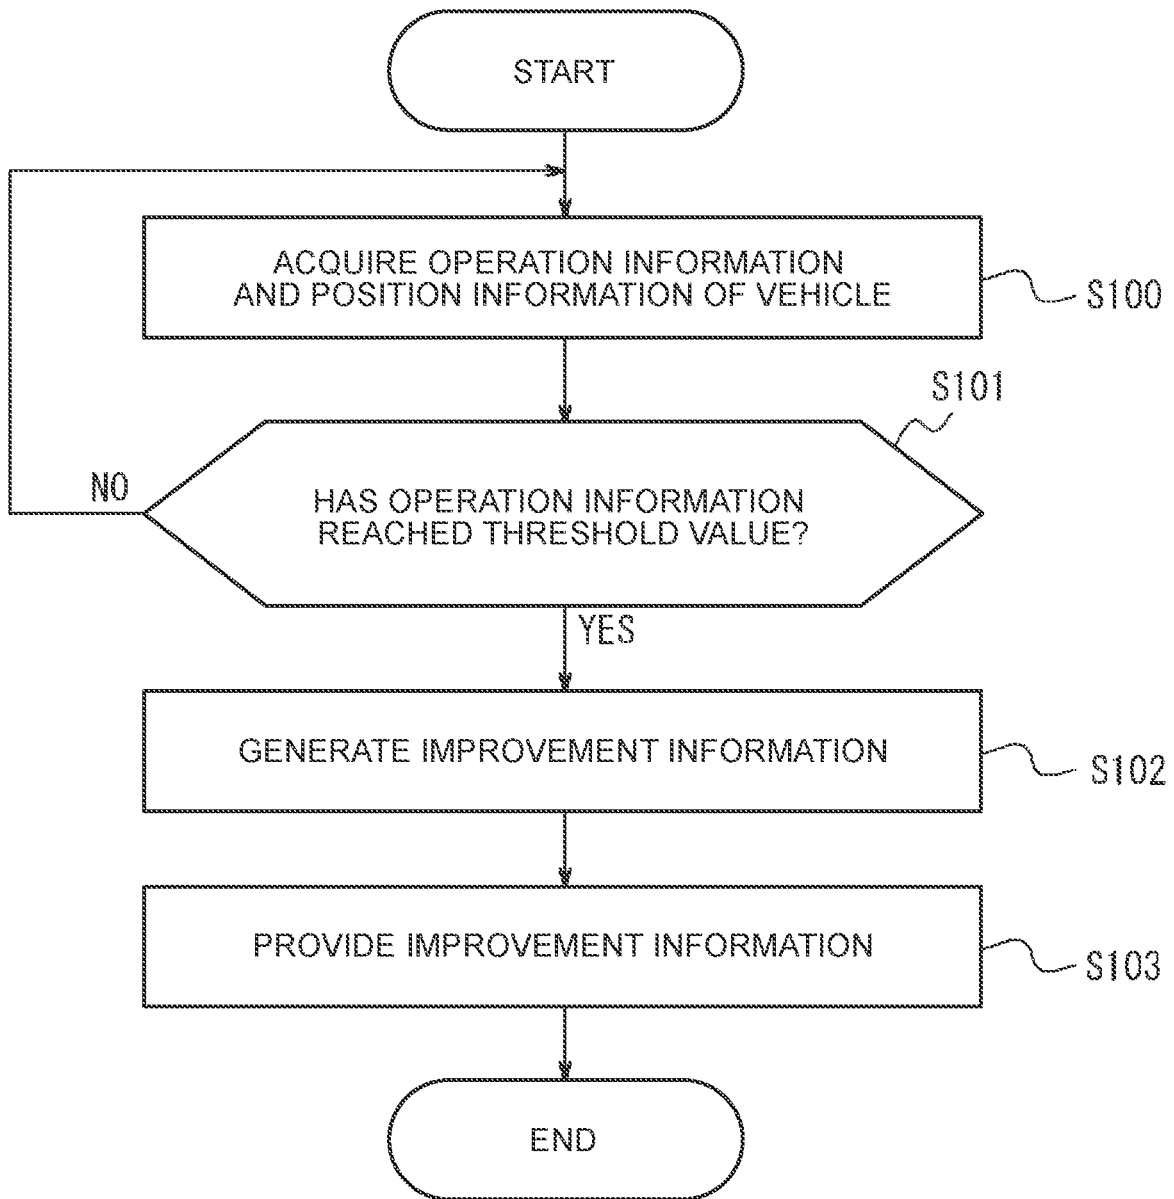 START
ACQUIRE OPERATION INFORMATION
AND POSITION INFORMATION OF VEHICLE
S100
S101
NO
HAS OPERATION INFORMATION
REACHED THRESHOLD VALUE?
YES
GENERATE IMPROVEMENT INFORMATION
S102
PROVIDE IMPROVEMENT INFORMATION
S103
END